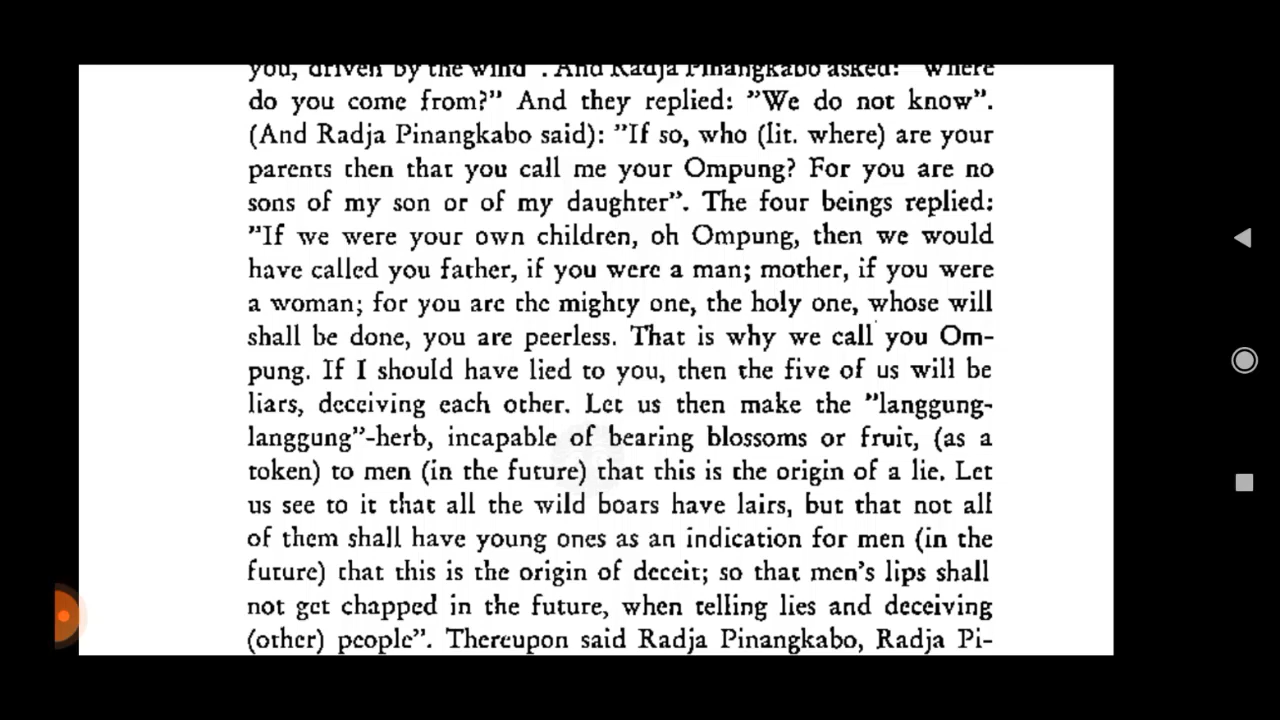 you, driven by the wind". And Radja Pinangkabo asked: "Where
do you come from?" And they replied: "We do not know".
(And Radja Pinangkabo said): "If so, who (lit. where) are your
parents then that you call me your Ompung? For you are no
sons of my son or of my daughter". The four beings replied:
"If we were your own children, oh Ompung, then we would
have called you father, if you were a man; mother, if you were
a woman; for you are the mighty one, the holy one, whose will
shall be done, you are peerless. That is why we call you Om-
pung. If I should have lied to you, then the five of us will be
liars, deceiving each other. Let us then make the "langgung-
langgung"-herb, incapable of bearing blossoms or fruit, (as a
token) to men (in the future) that this is the origin of a lie. Let
us see to it that all the wild boars have lairs, but that not all
of them shall have young ones as an indication for men (in the
future) that this is the origin of deceit; so that men's lips shall
not get chapped in the future, when telling lies and deceiving
(other) people". Thereupon said Radja Pinangkabo, Radja Pi-